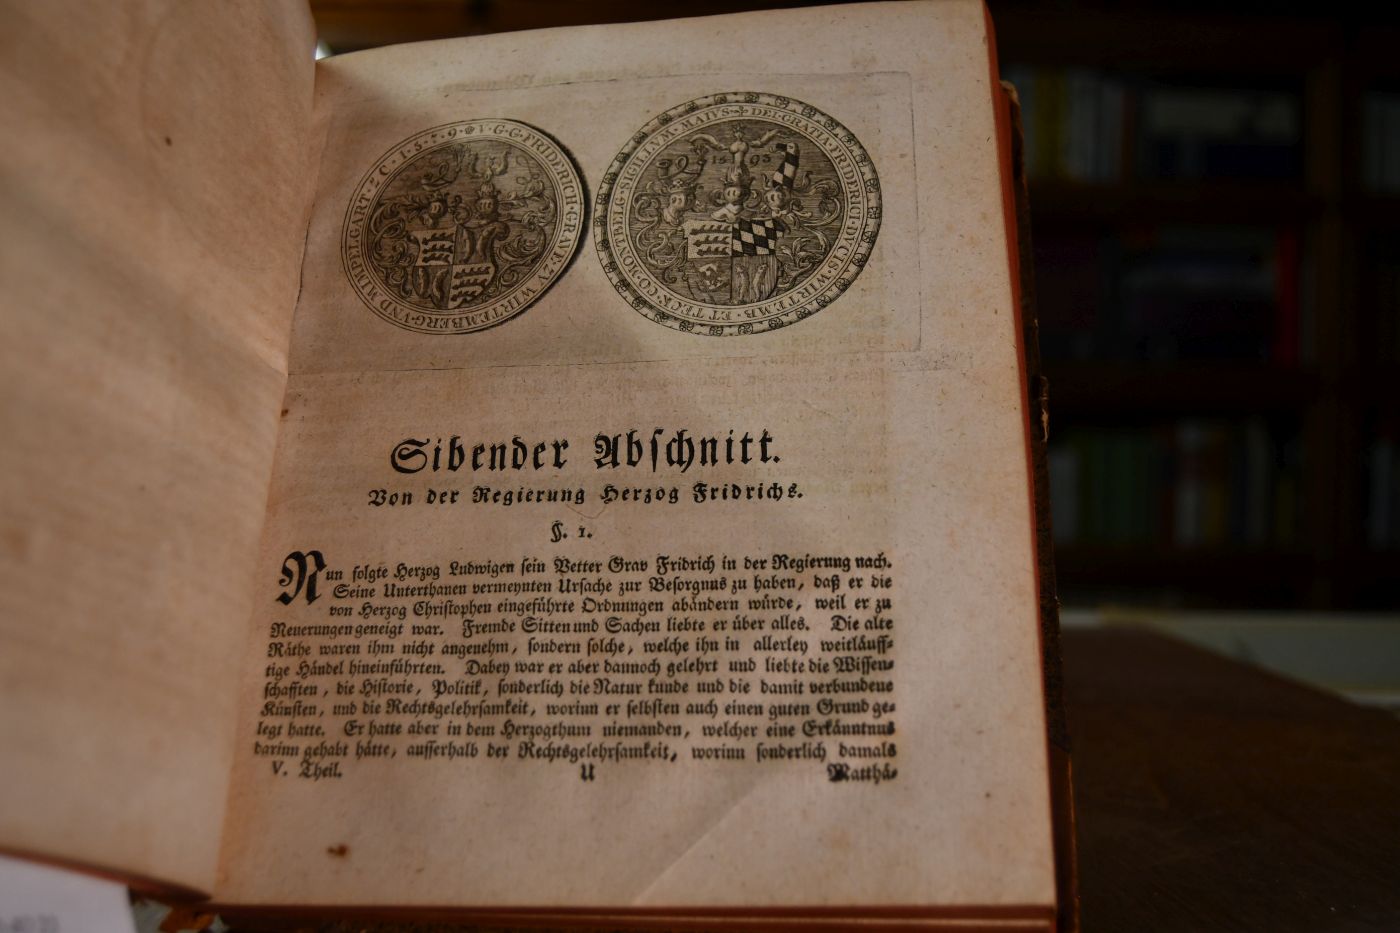 V · G · G · FRIDERICH · GRAVE · ZV WIRTEMBERG · VND MIMPELGART · 2 C · 1 · 5 · 7 · 9 ·
DEI · GRATIA · FRIDERICI · DVCIS · WIRTEMB · ET TECK · CO · MONTBELG · SIGILLVM · MAIVS
1593
Sibender Abschnitt.
Von der Regierung Herzog Fridrichs.
§. 1.
Nun folgte Herzog Ludwigen sein Vetter Grav Fridrich in der Regierung nach.
Seine Unterthanen vermeynten Ursache zur Besorgnus zu haben, daß er die
von Herzog Christophen eingeführte Ordnungen abändern würde, weil er zu
Neuerungen geneigt war. Fremde Sitten und Sachen liebte er über alles. Die alte
Räthe waren ihm nicht angenehm, sondern solche, welche ihn in allerley weitläuff-
tige Händel hineinführten. Dabey war er aber dannoch gelehrt und liebte die Wissen-
schafften, die Historie, Politik, sonderlich die Natur kunde und die damit verbundene
Künsten, und die Rechtsgelehrsamkeit, worinn er selbsten auch einen guten Grund ge-
legt hatte. Er hatte aber in dem Herzogthum niemanden, welcher eine Erkänntnus
darinn gehabt hätte, ausserhalb der Rechtsgelehrsamkeit, worinn sonderlich damals
V. Theil. U Matthä-